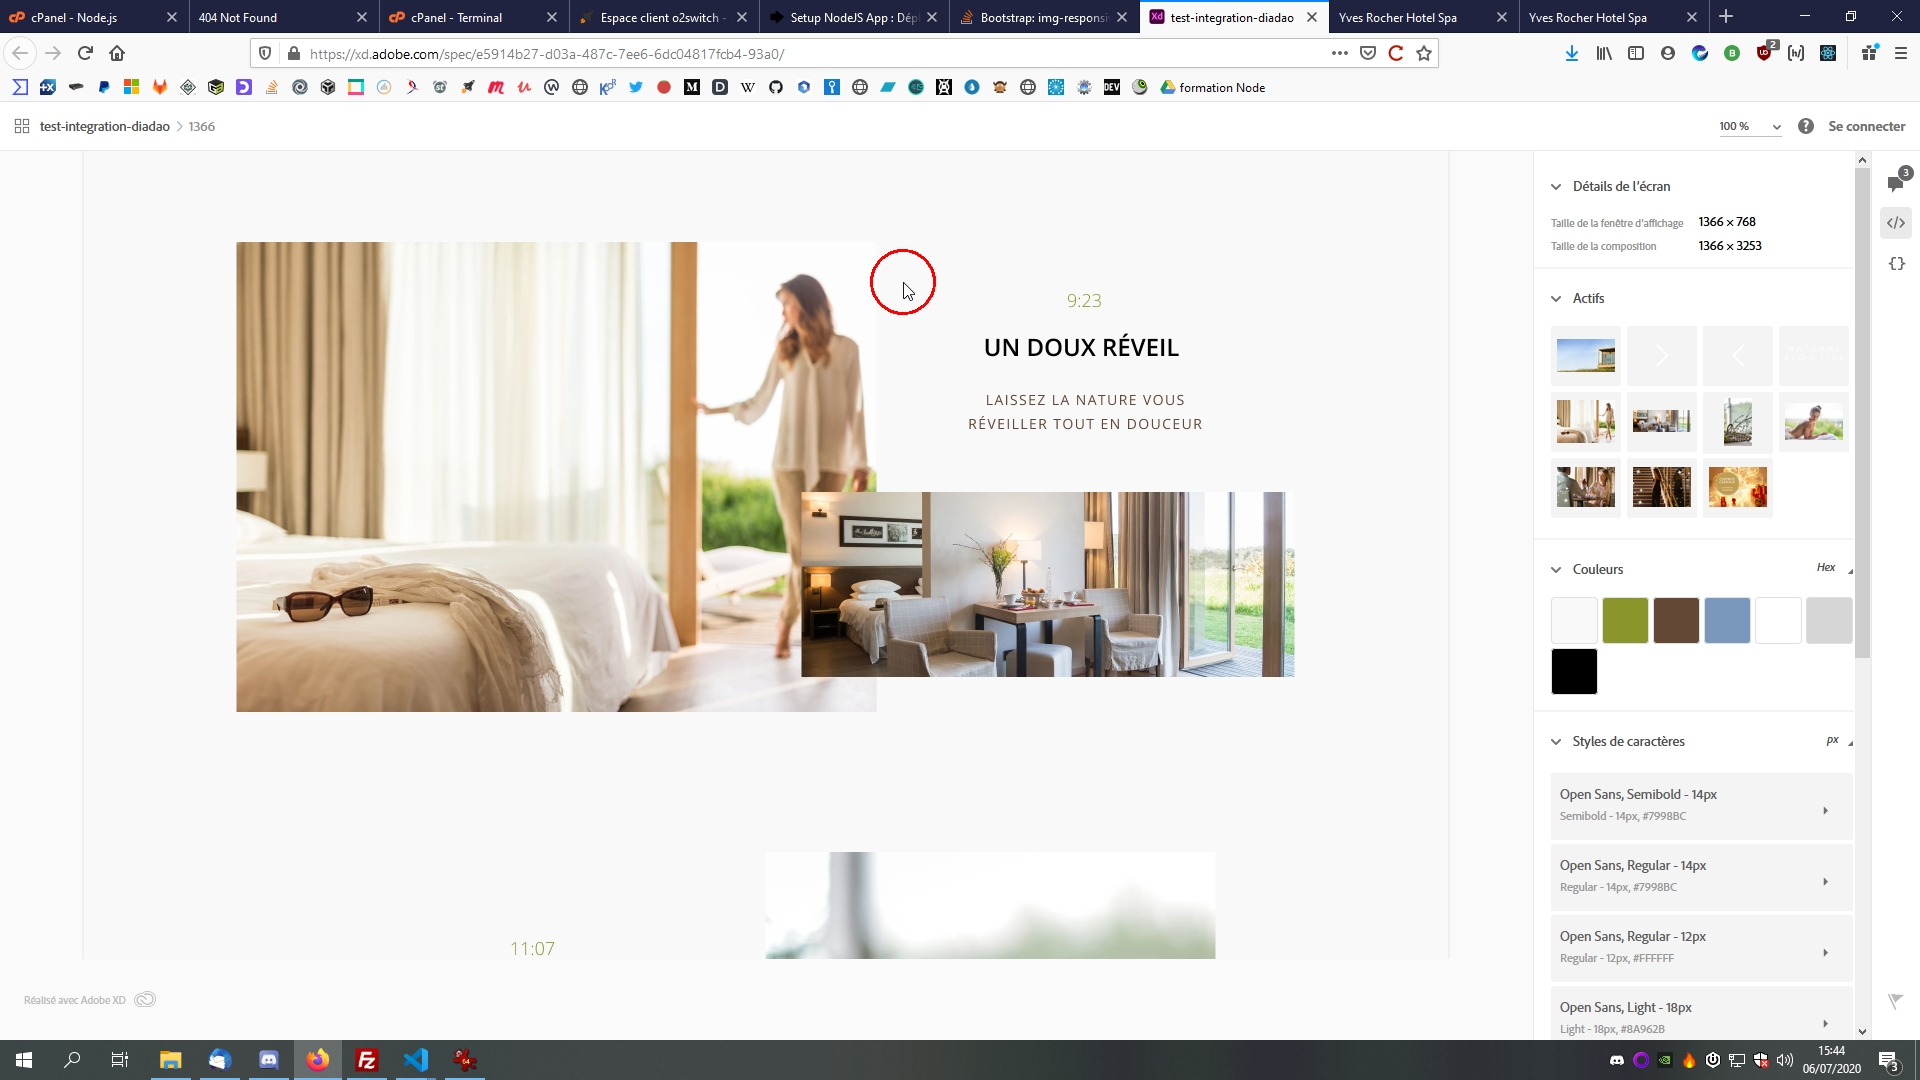 cPanel - Node.js
404 Not Found
cPanel - Terminal
Espace client o2switch -
Setup NodeJS App : Dépl
Bootstrap: img-responsi
Xd test-integration-diadao
Yves Rocher Hotel Spa
Yves Rocher Hotel Spa
https://xd.adobe.com/spec/e5914b27-d03a-487c-7ee6-6dc04817fcb4-93a0/
2
formation Node
test-integration-diadao > 1366
100 %
Se connecter
9:23
UN DOUX RÉVEIL
LAISSEZ LA NATURE VOUS
RÉVEILLER TOUT EN DOUCEUR
11:07
Réalisé avec Adobe XD
Détails de l'écran
Taille de la fenêtre d'affichage 1366 × 768
Taille de la composition 1366 × 3253
Actifs
Couleurs
Hex
Styles de caractères
px
Open Sans, Semibold - 14px
Semibold - 14px, #7998BC
Open Sans, Regular - 14px
Regular - 14px, #7998BC
Open Sans, Regular - 12px
Regular - 12px, #FFFFFF
Open Sans, Light - 18px
Light - 18px, #8A962B
3
15:44
06/07/2020
3